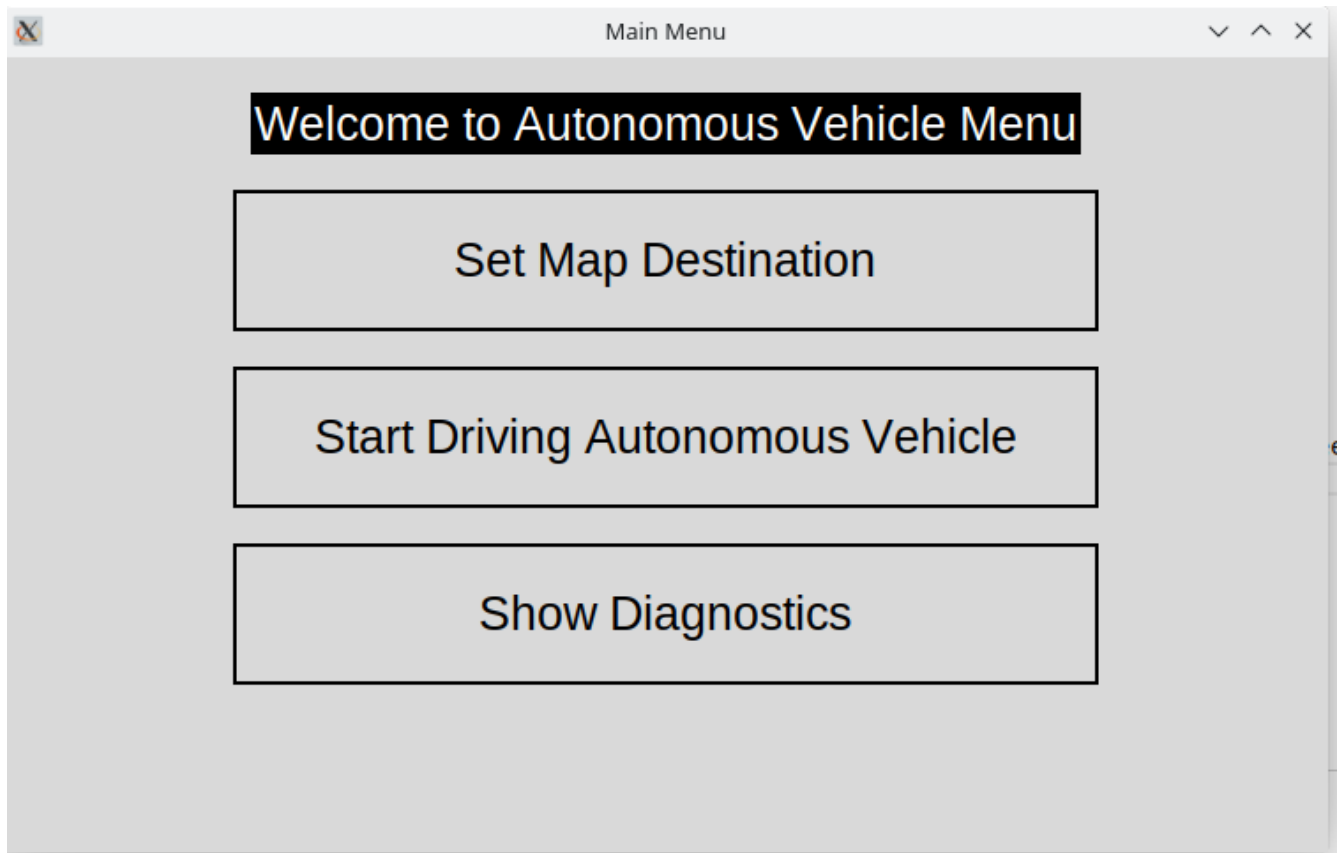 Main Menu
Welcome to Autonomous Vehicle Menu
Set Map Destination
Start Driving Autonomous Vehicle
Show Diagnostics